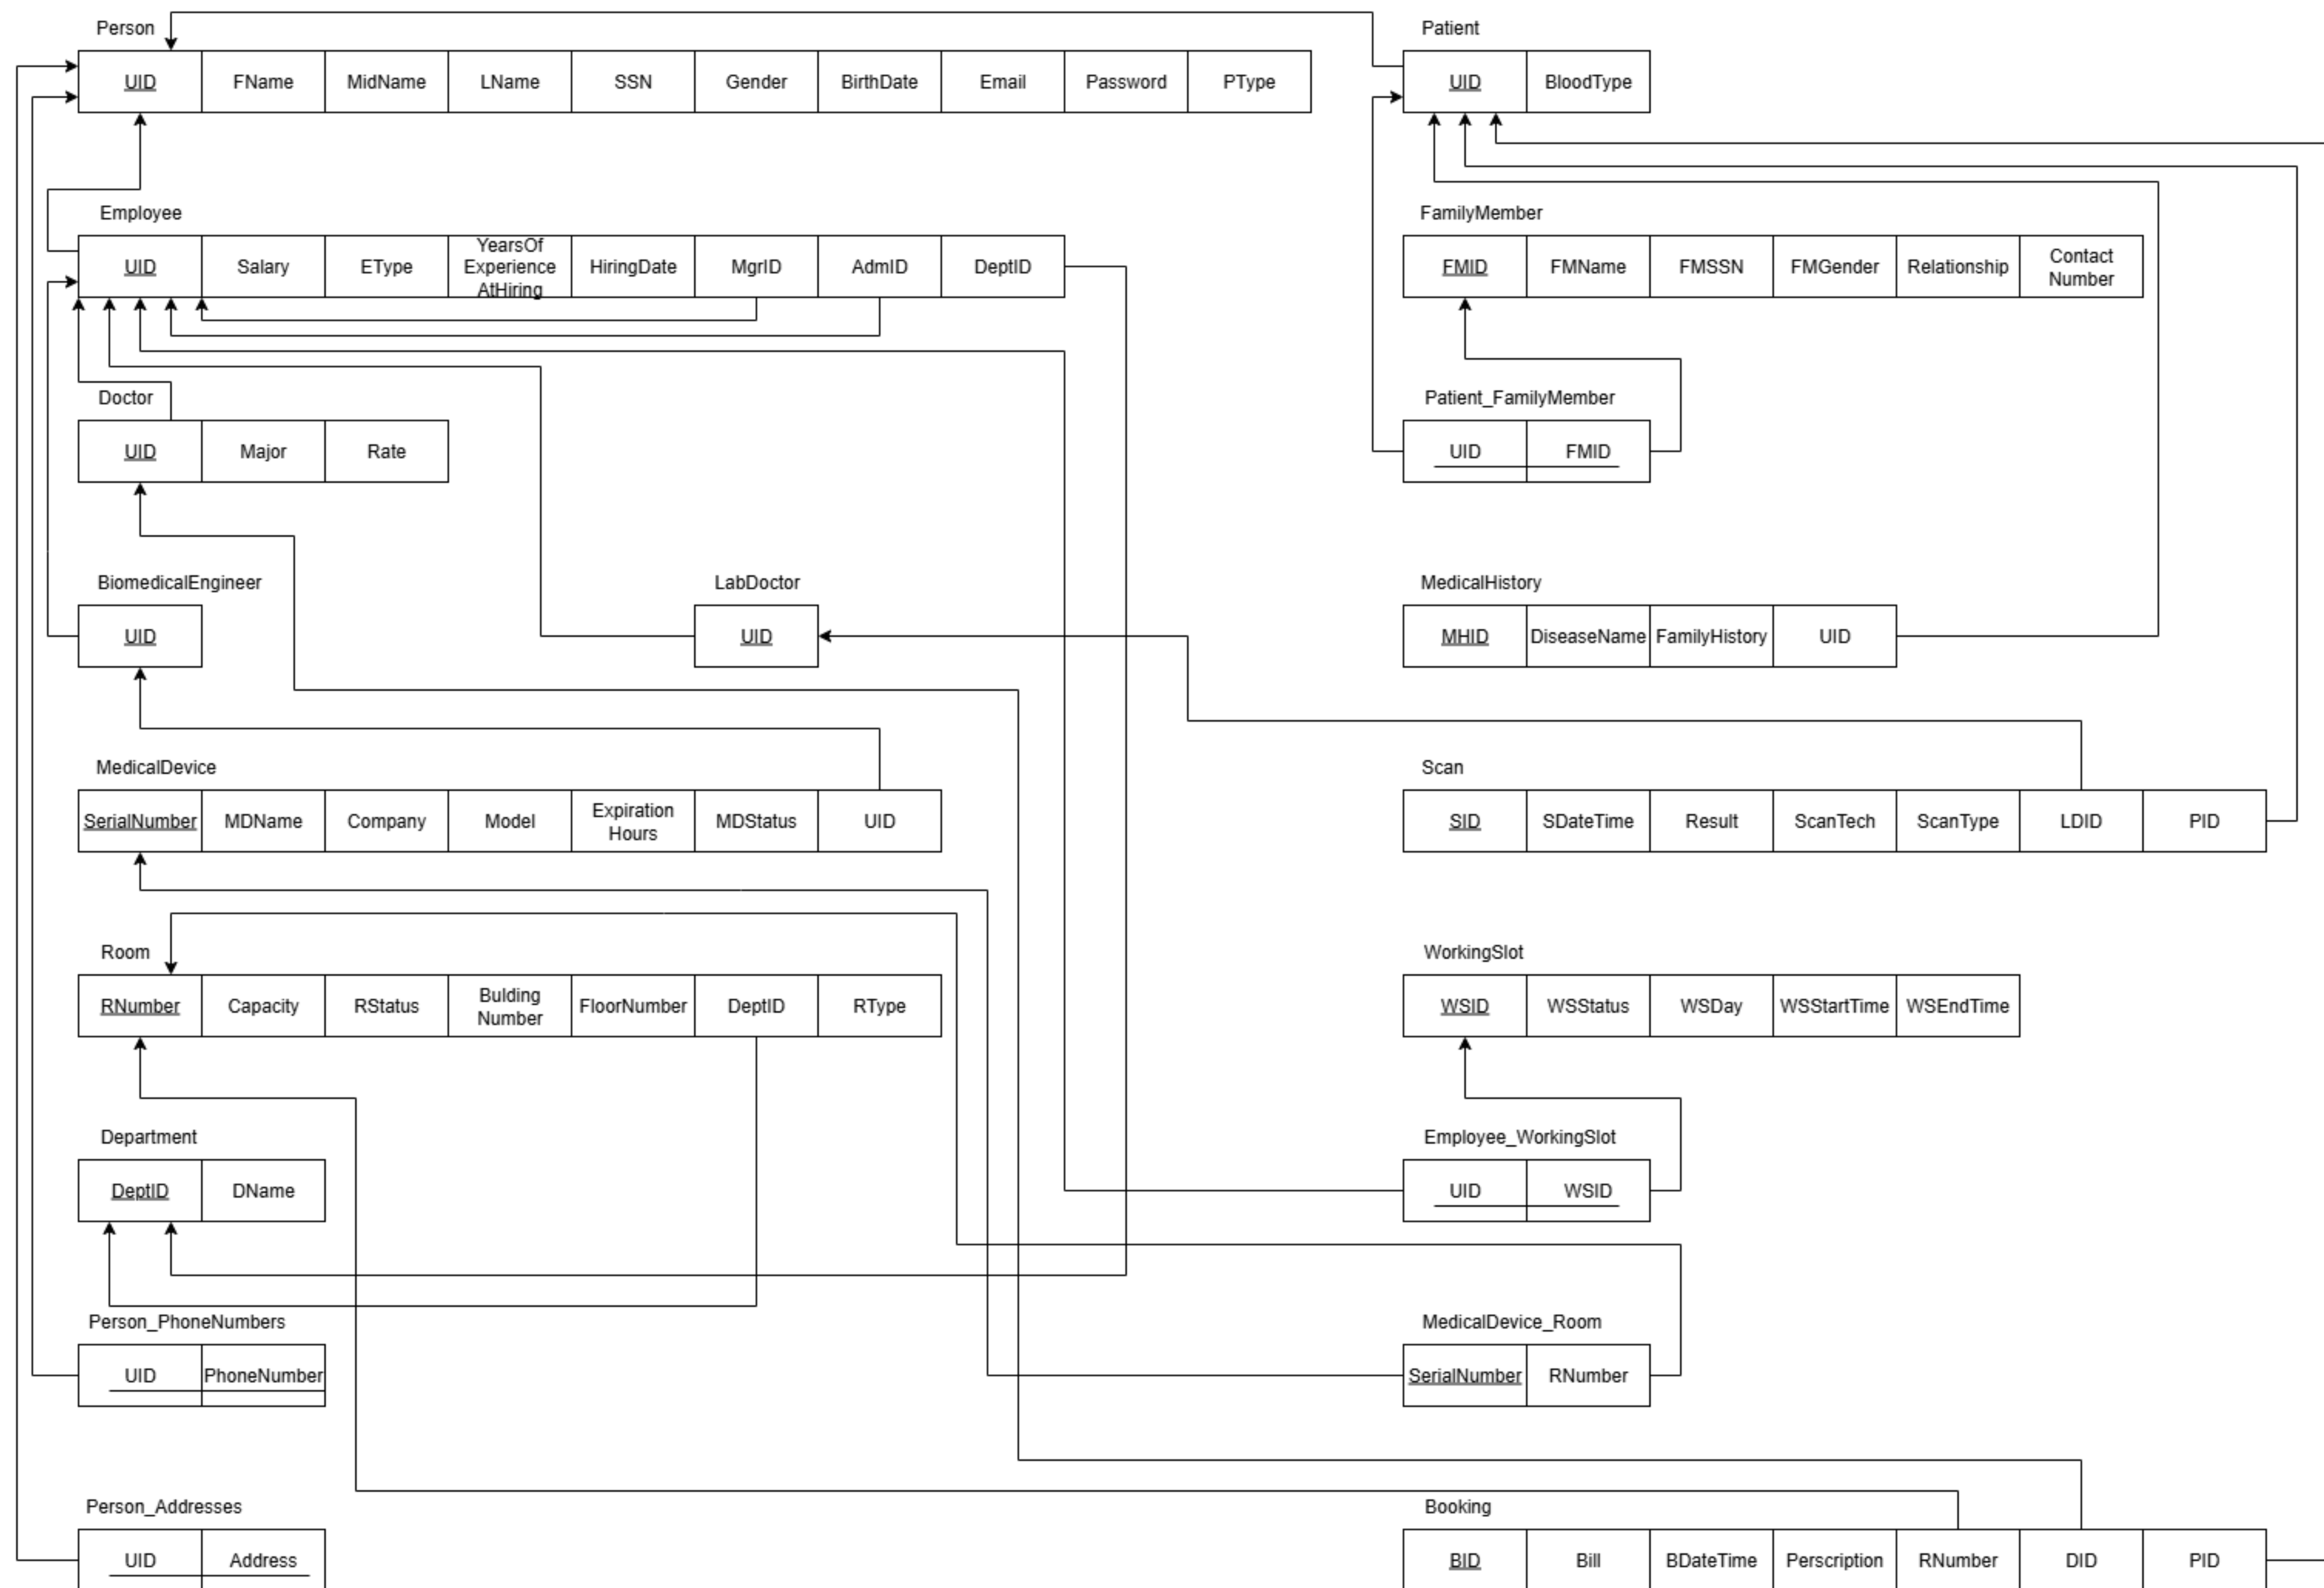 Person
UID FName MidName LName SSN Gender BirthDate Email Password PType
Patient
UID BloodType
Employee
UID Salary EType YearsOf Experience AtHiring HiringDate MgrID AdmID DeptID
FamilyMember
FMID FMName FMSSN FMGender Relationship Contact Number
Doctor
UID Major Rate
Patient_FamilyMember
UID FMID
BiomedicalEngineer
UID
LabDoctor
UID
MedicalHistory
MHID DiseaseName FamilyHistory UID
MedicalDevice
SerialNumber MDName Company Model Expiration Hours MDStatus UID
Scan
SID SDateTime Result ScanTech ScanType LDID PID
Room
RNumber Capacity RStatus Bulding Number FloorNumber DeptID RType
WorkingSlot
WSID WSStatus WSDay WSStartTime WSEndTime
Department
DeptID DName
Employee_WorkingSlot
UID WSID
Person_PhoneNumbers
UID PhoneNumber
MedicalDevice_Room
SerialNumber RNumber
Person_Addresses
UID Address
Booking
BID Bill BDateTime Perscription RNumber DID PID